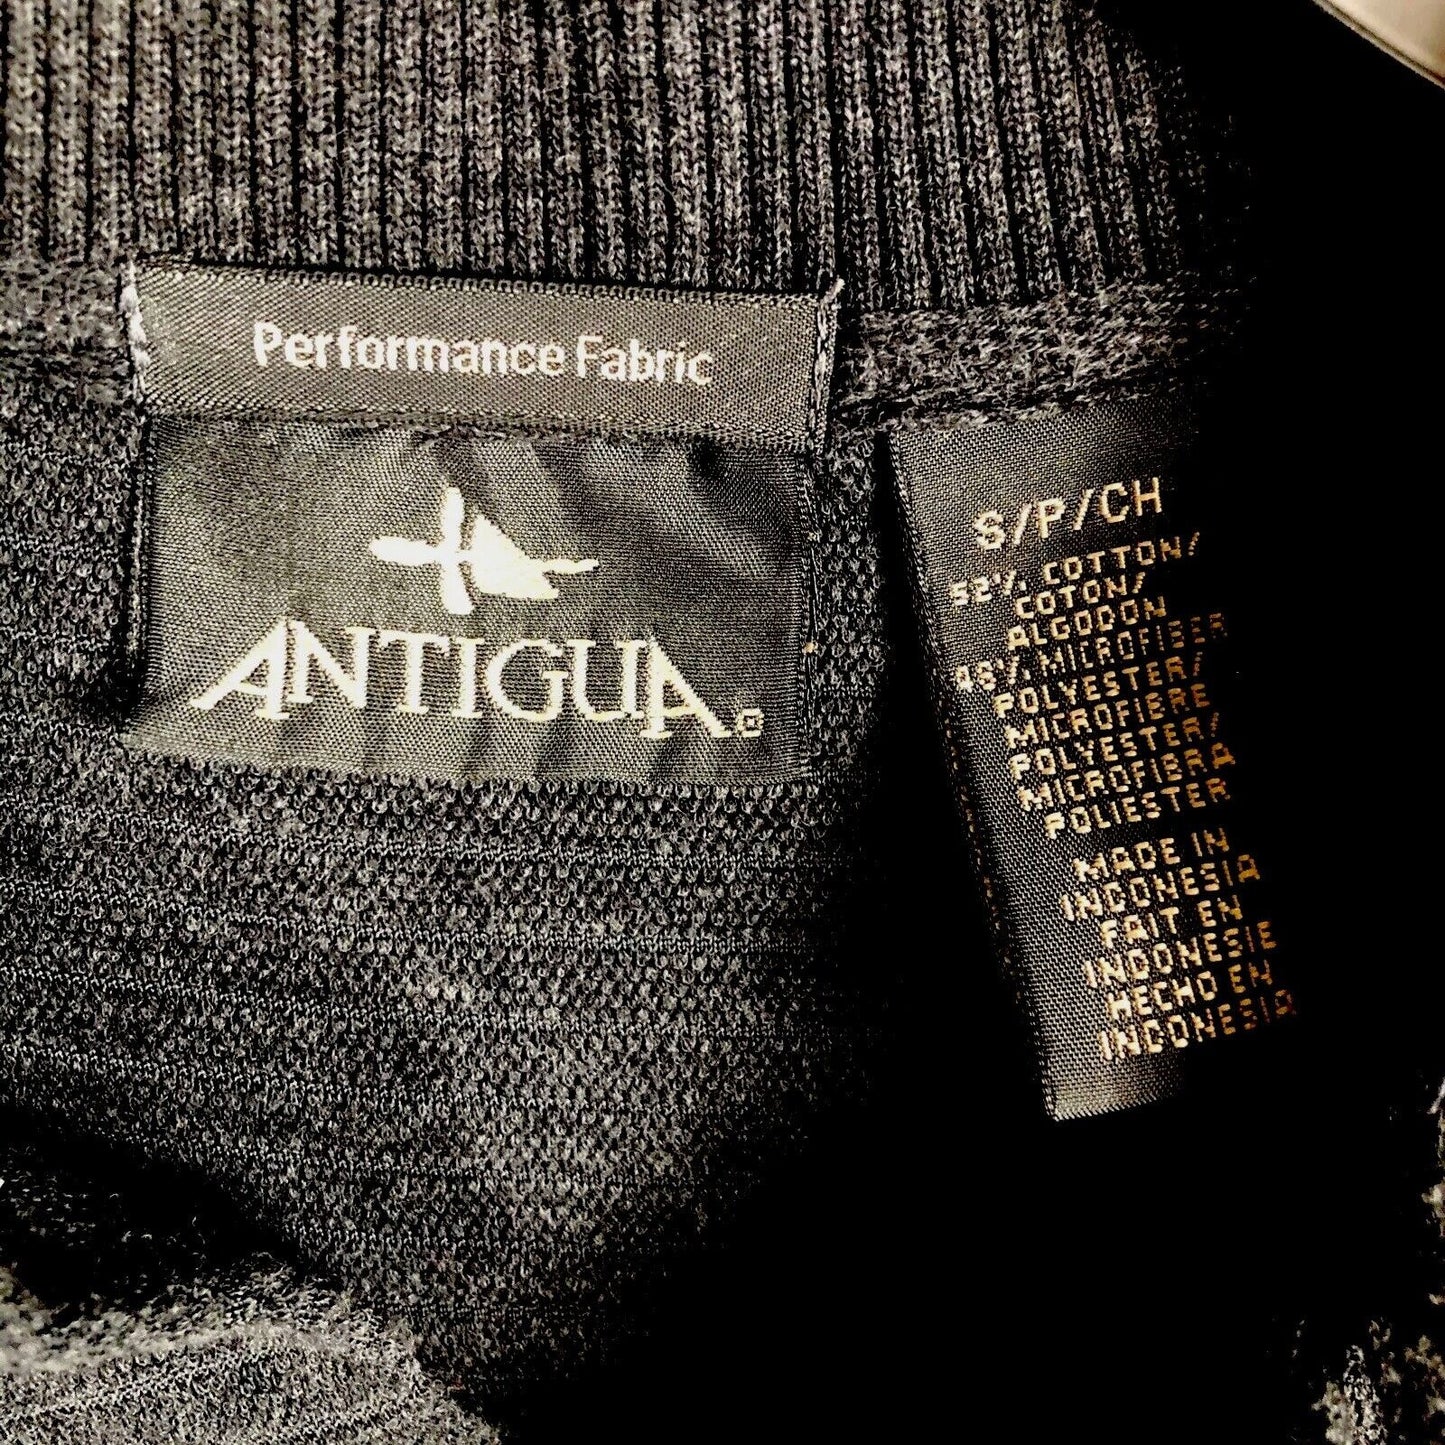 Performance Fabric
ANTIGUA
S/P/CH
52% COTTON/
COTON/
ALGODON
48% MICROFIBER
POLYESTER/
MICROFIBRE
POLYESTER/
MICROFIBRA
POLIESTER
MADE IN
INDONESIA
FAIT EN
INDONESIE
HECHO EN
INDONESIA